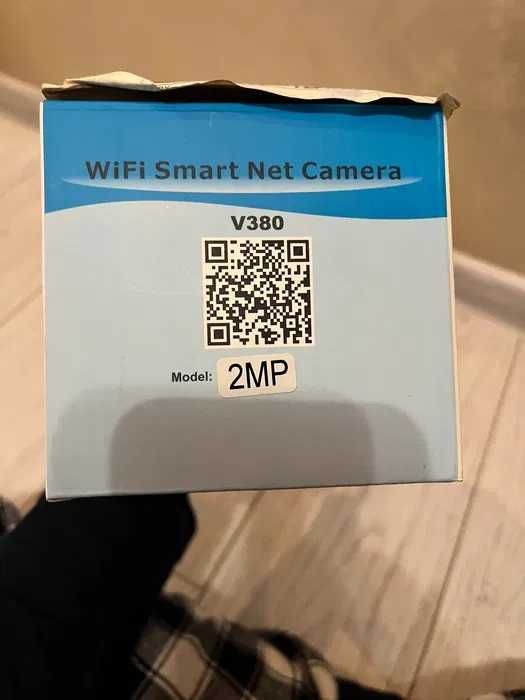 WiFi Smart Net Camera
V380
Model: 2MP